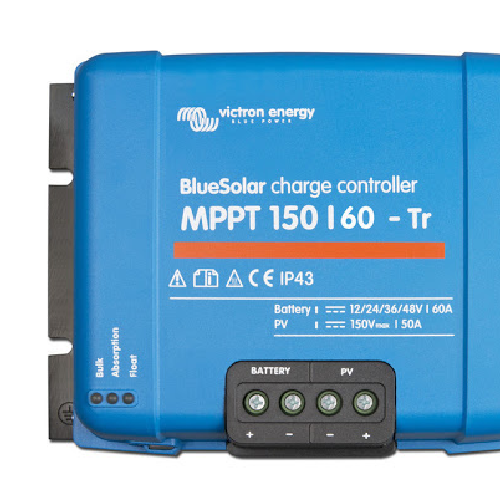 victron energy
BLUE POWER
BlueSolar charge controller
MPPT 150 | 60 - Tr
CE IP43
Battery | 12/24/36/48V | 60A
PV | 150Vmax | 50A
Bulk
Absorption
Float
BATTERY PV
+ - - +